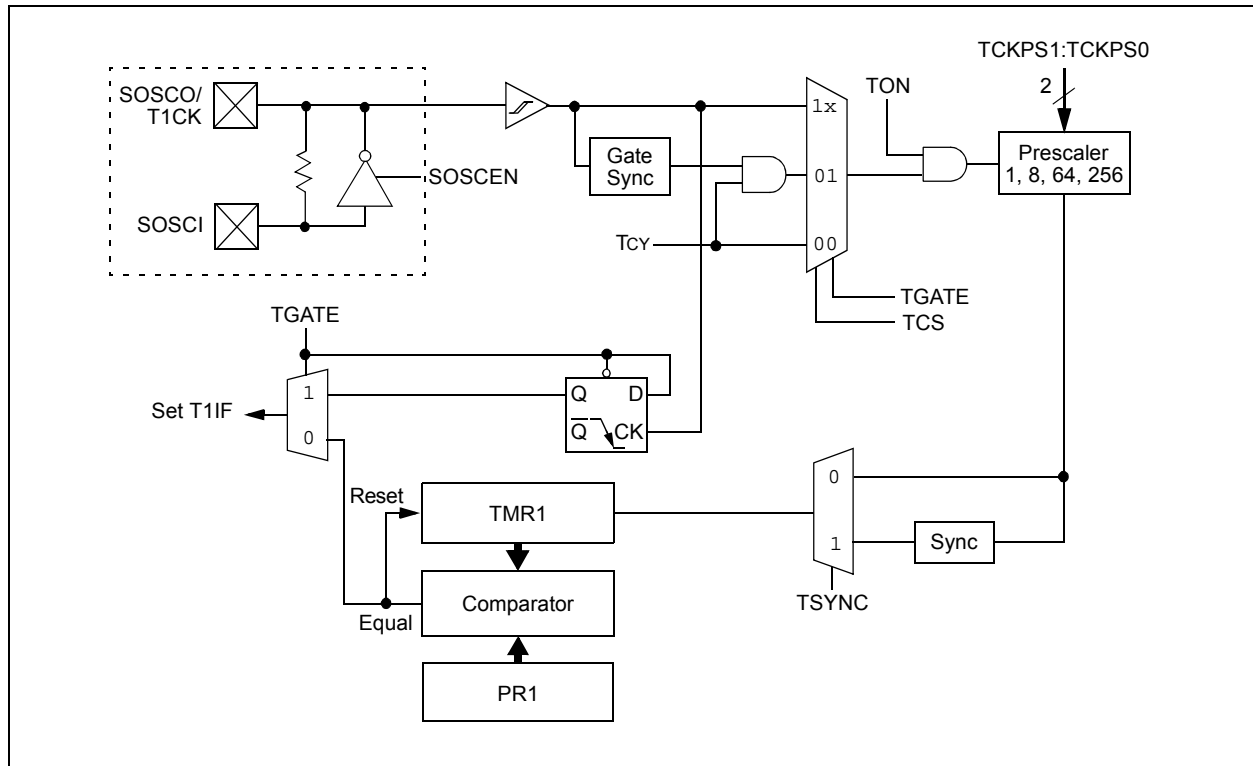 TCKPS1:TCKPS0
SOSCO/
T1CK
TON
2
1x
Gate
Sync
Prescaler
1, 8, 64, 256
SOSCEN
01
SOSCI
TCY
00
TGATE
TCS
TGATE
1
Q
D
Set T1IF
0
Q
CK
Reset
TMR1
0
1
Sync
Comparator
TSYNC
Equal
PR1